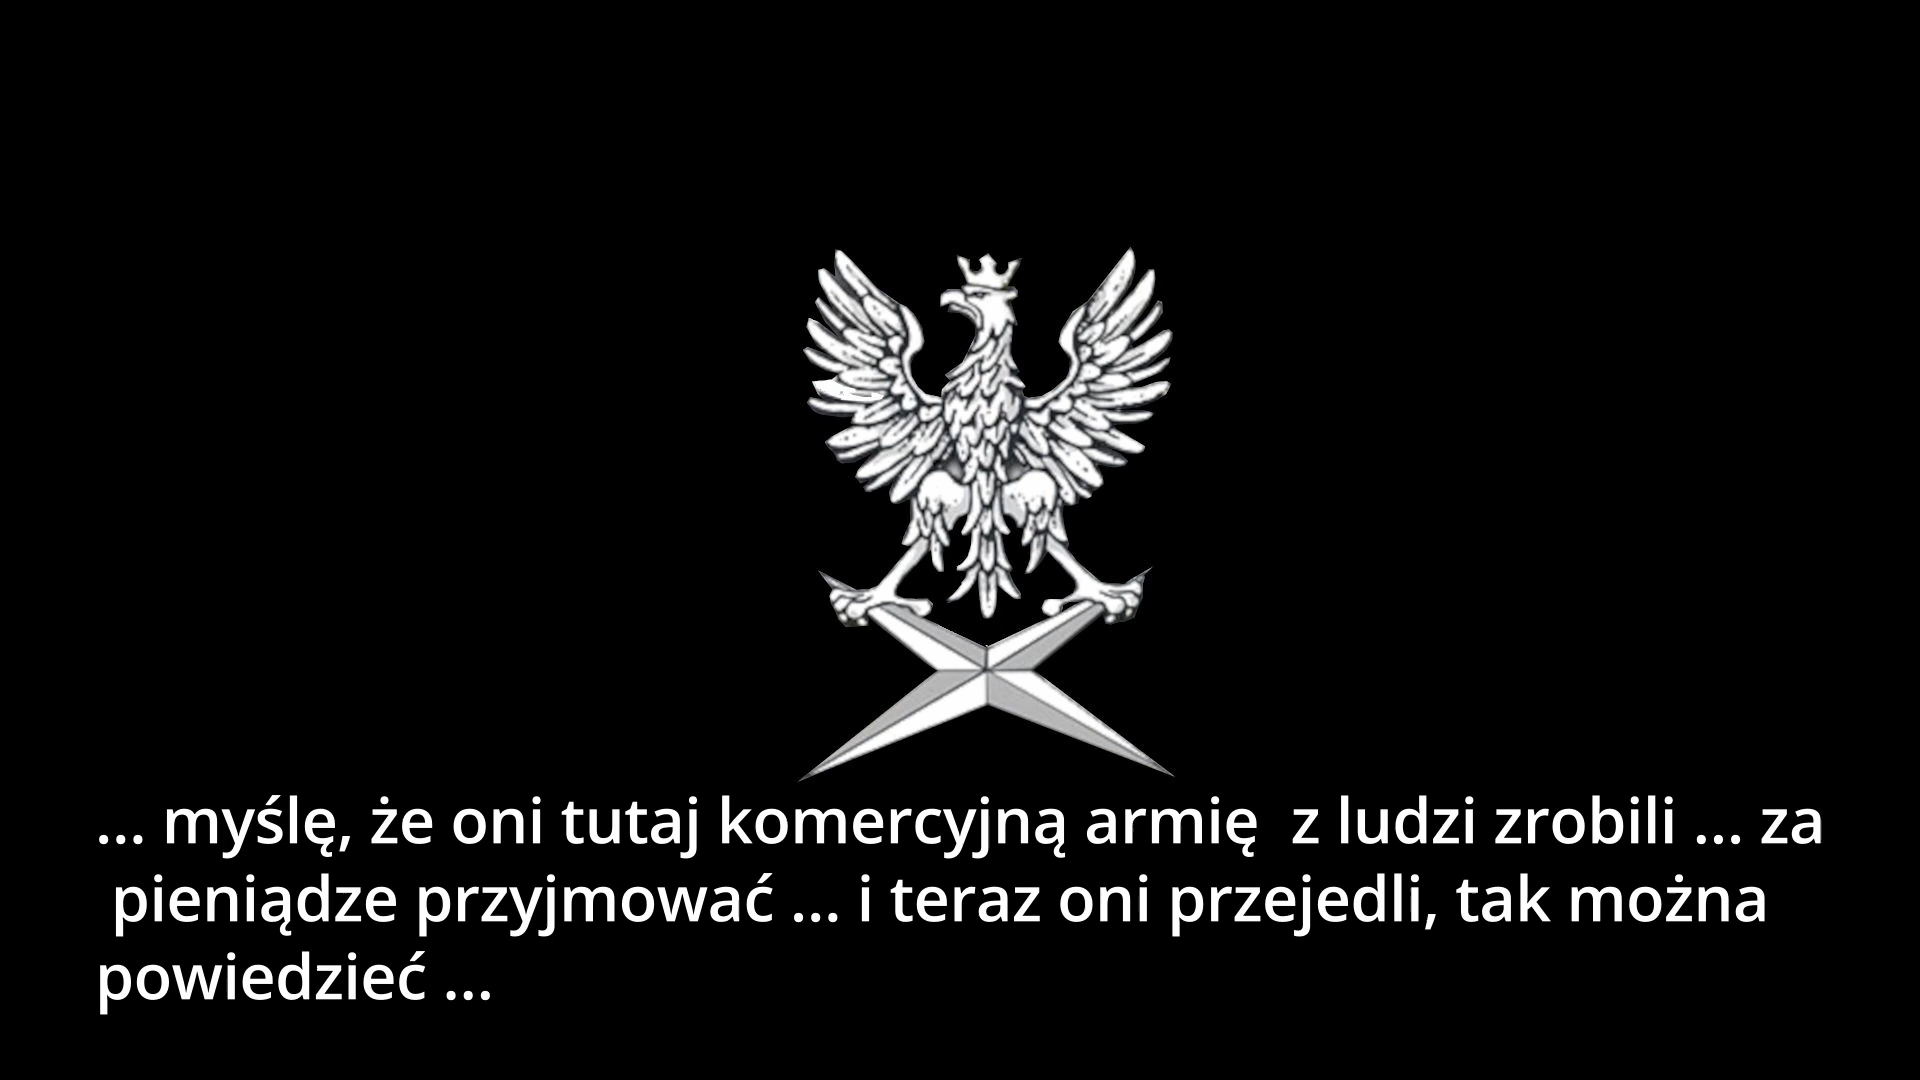 ... myślę, że oni tutaj komercyjną armię  z ludzi zrobili ... za
pieniądze przyjmować ... i teraz oni przejedli, tak można
powiedzieć ...